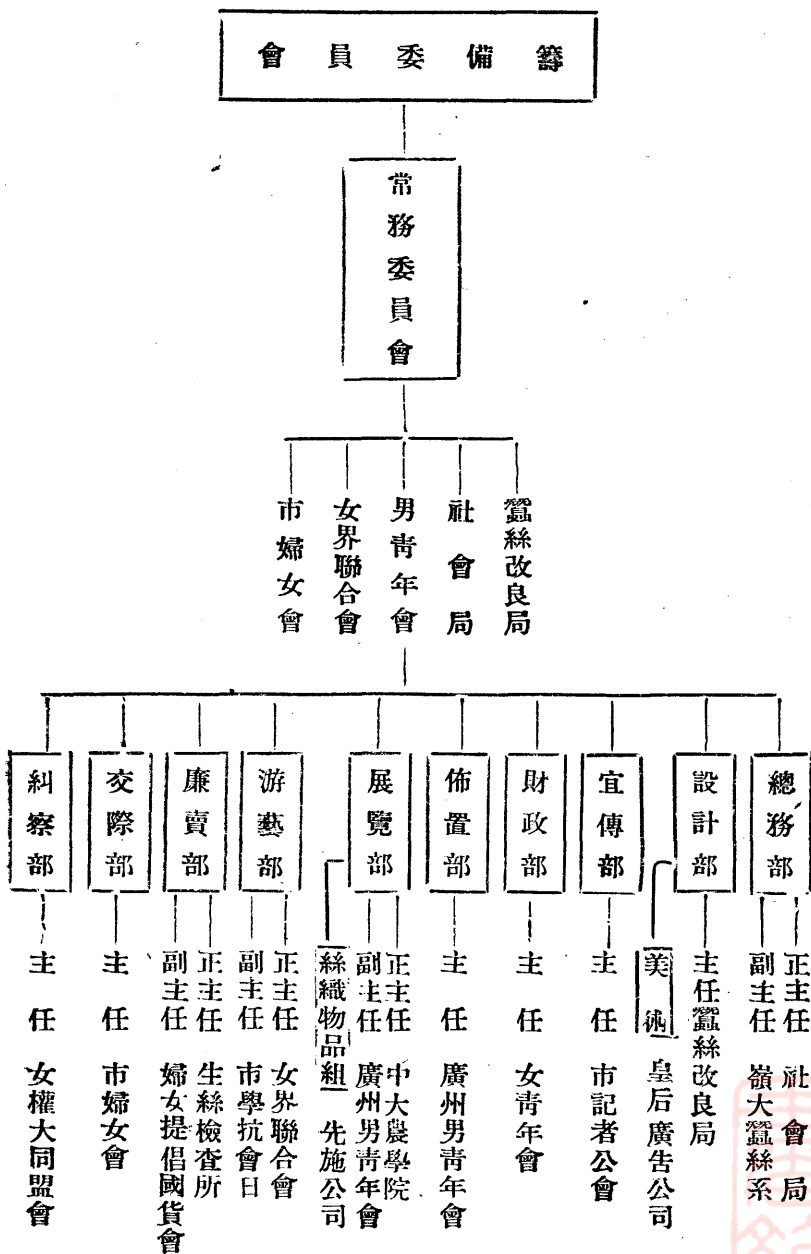 籌備委員會
常務委員會
蠶絲改良局
社會局
男青年會
女界聯合會
市婦女會
總務部
正主任 社會局
副主任 嶺大蠶絲系
設計部
主任蠶絲改良局
美術 皇后廣告公司
宣傳部
主任 市記者公會
財政部
主任 女青年會
佈置部
主任 廣州男青年會
展覽部
正主任 中大農學院
副主任 廣州男青年會
絲織物品組 先施公司
游藝部
正主任 女界聯合會
副主任 市學抗會日
廉賣部
正主任 生絲檢查所
副主任 婦女提倡國貨會
交際部
主任 市婦女會
糾察部
主任 女權大同盟會